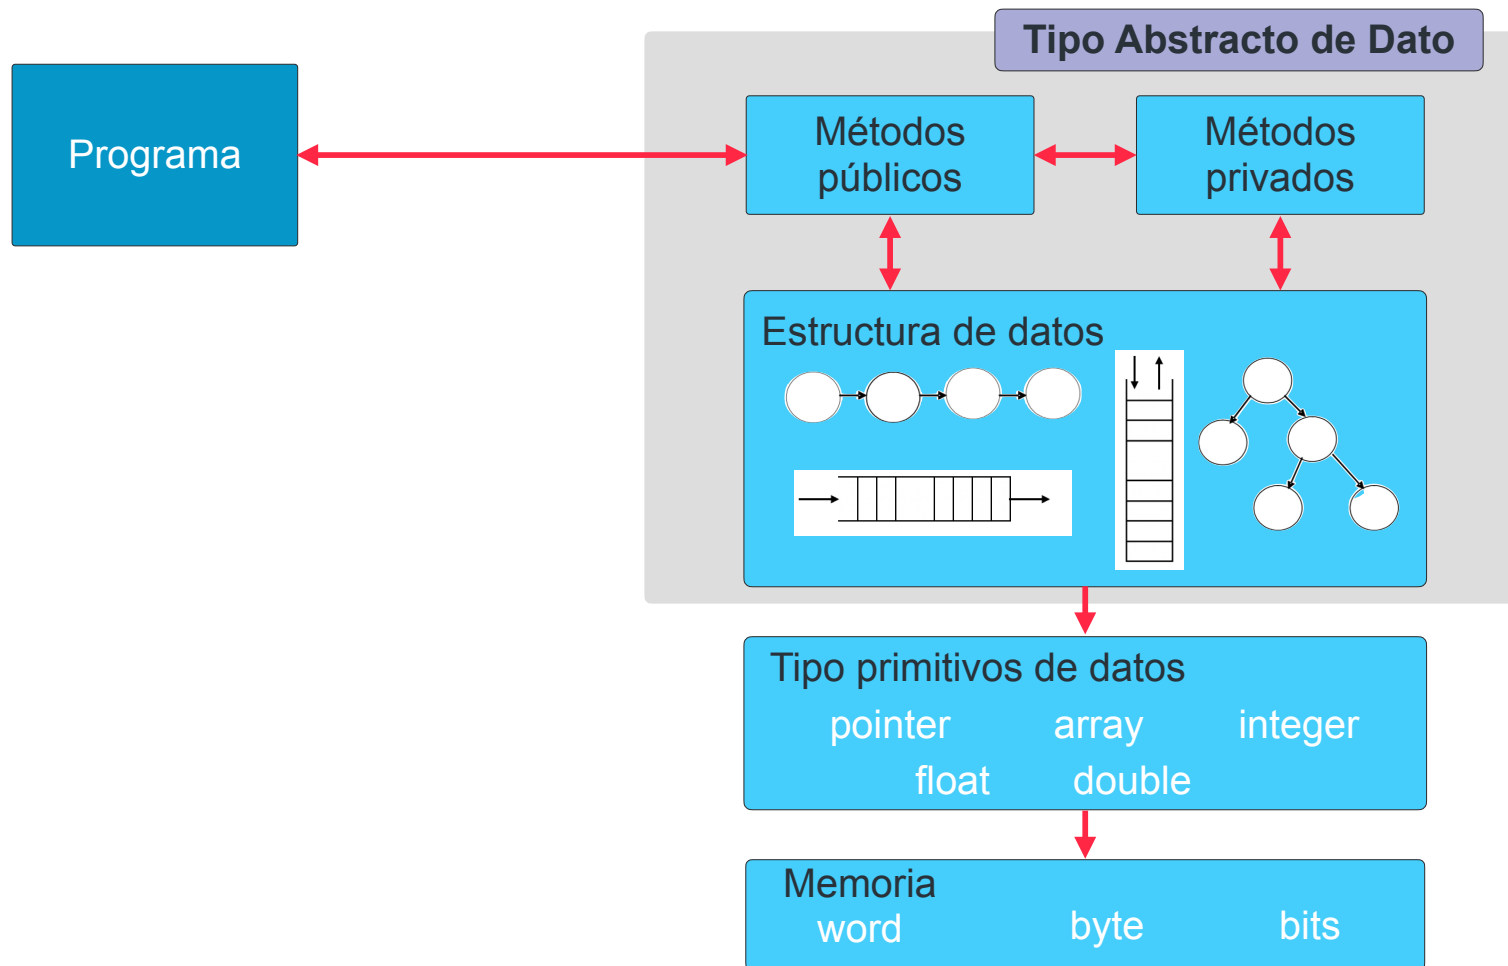 Tipo Abstracto de Dato
Programa
Métodos
públicos
Métodos
privados
Estructura de datos
Tipo primitivos de datos
pointer array integer
float double
Memoria
word byte bits